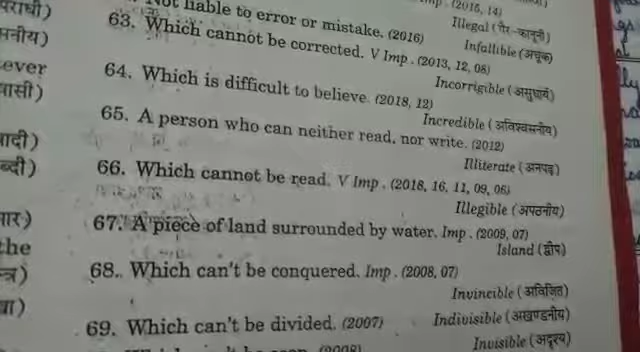 imp . (2016, 14)
Illegal (गैर-कानूनी)
Not liable to error or mistake. (2016)
Infallible (अचूक)
63. Which cannot be corrected. V Imp . (2013, 12, 08)
Incorrigible (असुधार्य)
64. Which is difficult to believe. (2018, 12)
Incredible (अविश्वसनीय)
65. A person who can neither read, nor write. (2012)
Illiterate (अनपढ़)
66. Which cannot be read. V Imp . (2018, 16, 11, 09, 06)
Illegible (अपठनीय)
67. A piece of land surrounded by water. Imp . (2009, 07)
Island (द्वीप)
68. Which can't be conquered. Imp . (2008, 07)
Invincible (अविजित)
69. Which can't be divided. (2007)
Indivisible (अखण्डनीय)
(2008)
Invisible (अदृश्य)
ever
the